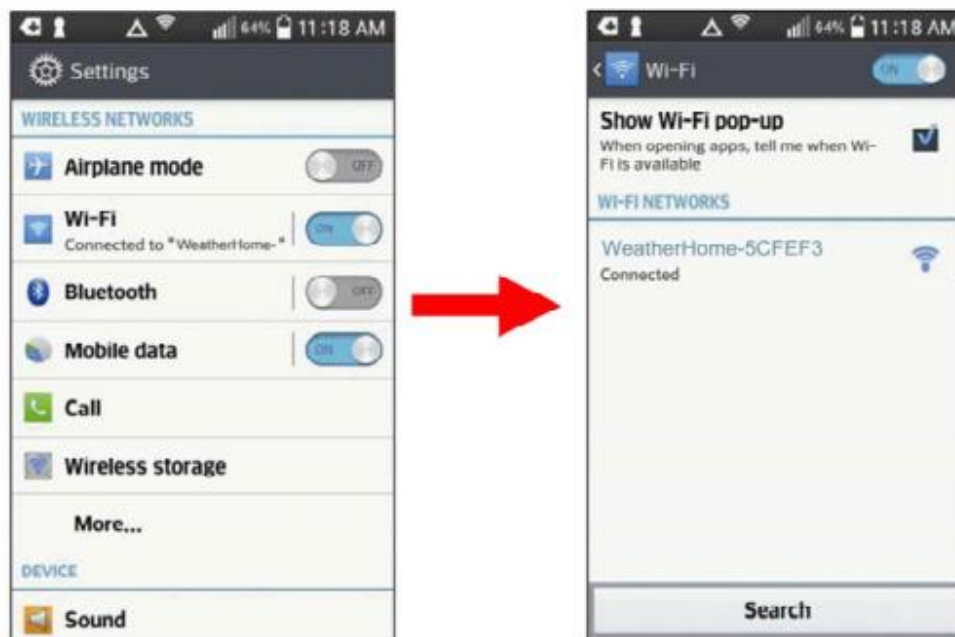 64% 11:18 AM
Settings
WIRELESS NETWORKS
Airplane mode OFF
Wi-Fi
Connected to "WeatherHome-" ON
Bluetooth OFF
Mobile data ON
Call
Wireless storage
More...
DEVICE
Sound
64% 11:18 AM
Wi-Fi ON
Show Wi-Fi pop-up
When opening apps, tell me when Wi-
Fi is available
WI-FI NETWORKS
WeatherHome-5CFEF3
Connected
Search